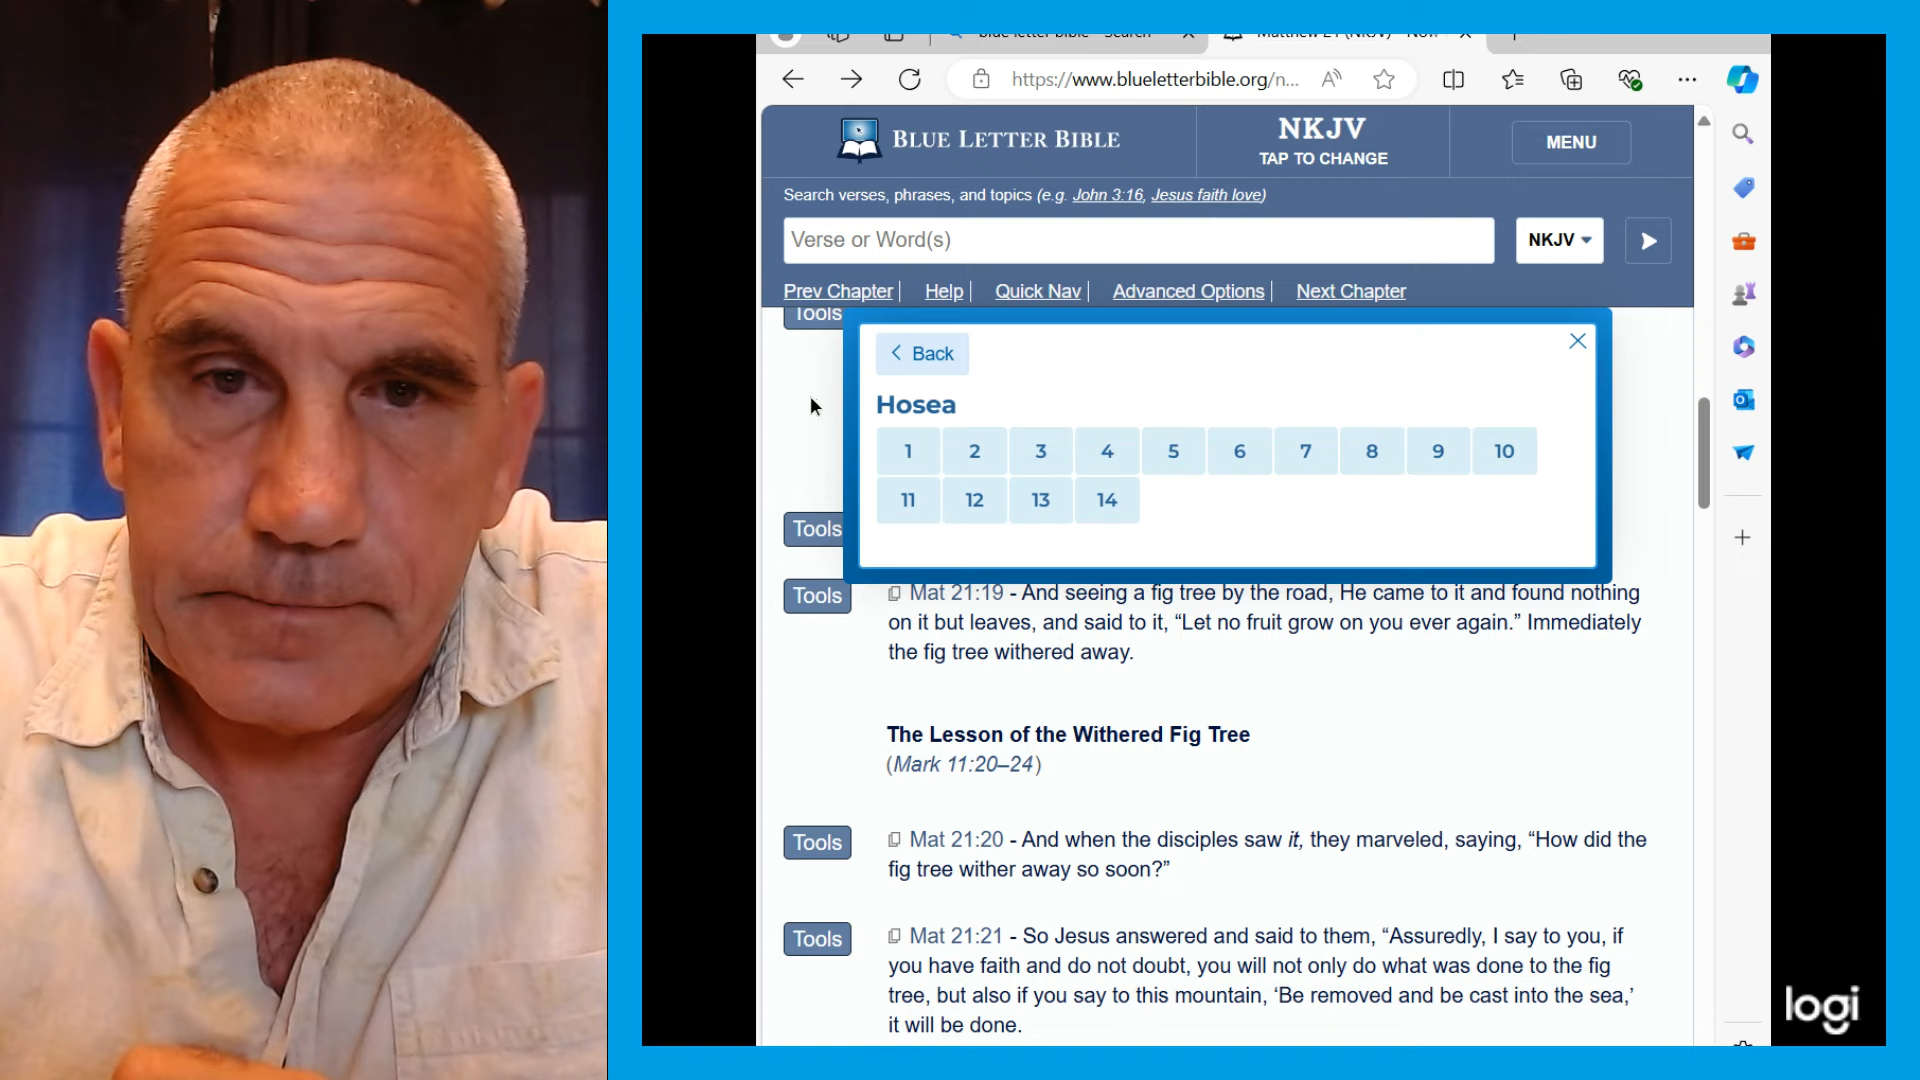 blue letter bible - Search
Matthew 21 (NKJV) - Now
https://www.blueletterbible.org/n...
BLUE LETTER BIBLE
NKJV
TAP TO CHANGE
MENU
Search verses, phrases, and topics (e.g. John 3:16, Jesus faith love)
Verse or Word(s)
NKJV
Prev Chapter | Help | Quick Nav | Advanced Options | Next Chapter
Tools
Back
Hosea
1 2 3 4 5 6 7 8 9 10
11 12 13 14
Tools
Tools
Mat 21:19 - And seeing a fig tree by the road, He came to it and found nothing
on it but leaves, and said to it, “Let no fruit grow on you ever again.” Immediately
the fig tree withered away.
The Lesson of the Withered Fig Tree
(Mark 11:20–24)
Tools
Mat 21:20 - And when the disciples saw it, they marveled, saying, “How did the
fig tree wither away so soon?”
Tools
Mat 21:21 - So Jesus answered and said to them, “Assuredly, I say to you, if
you have faith and do not doubt, you will not only do what was done to the fig
tree, but also if you say to this mountain, ‘Be removed and be cast into the sea,’
it will be done.
logi